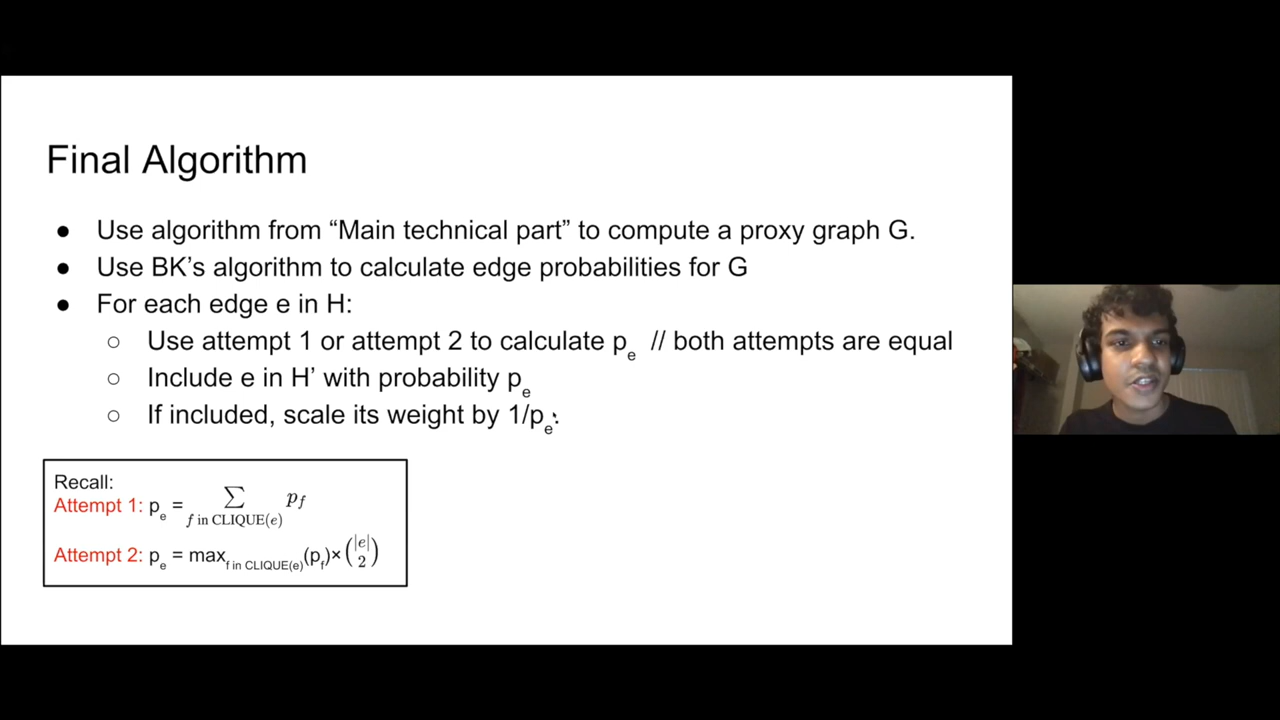 Final Algorithm
● Use algorithm from “Main technical part” to compute a proxy graph G.
● Use BK’s algorithm to calculate edge probabilities for G
● For each edge e in H:
○ Use attempt 1 or attempt 2 to calculate pₑ // both attempts are equal
○ Include e in H’ with probability pₑ
○ If included, scale its weight by 1/pₑ.
Recall:
Attempt 1: pₑ = ∑ f in CLIQUE(e) p_f
Attempt 2: pₑ = max_{f in CLIQUE(e)}(p_f)×(|e| 2)